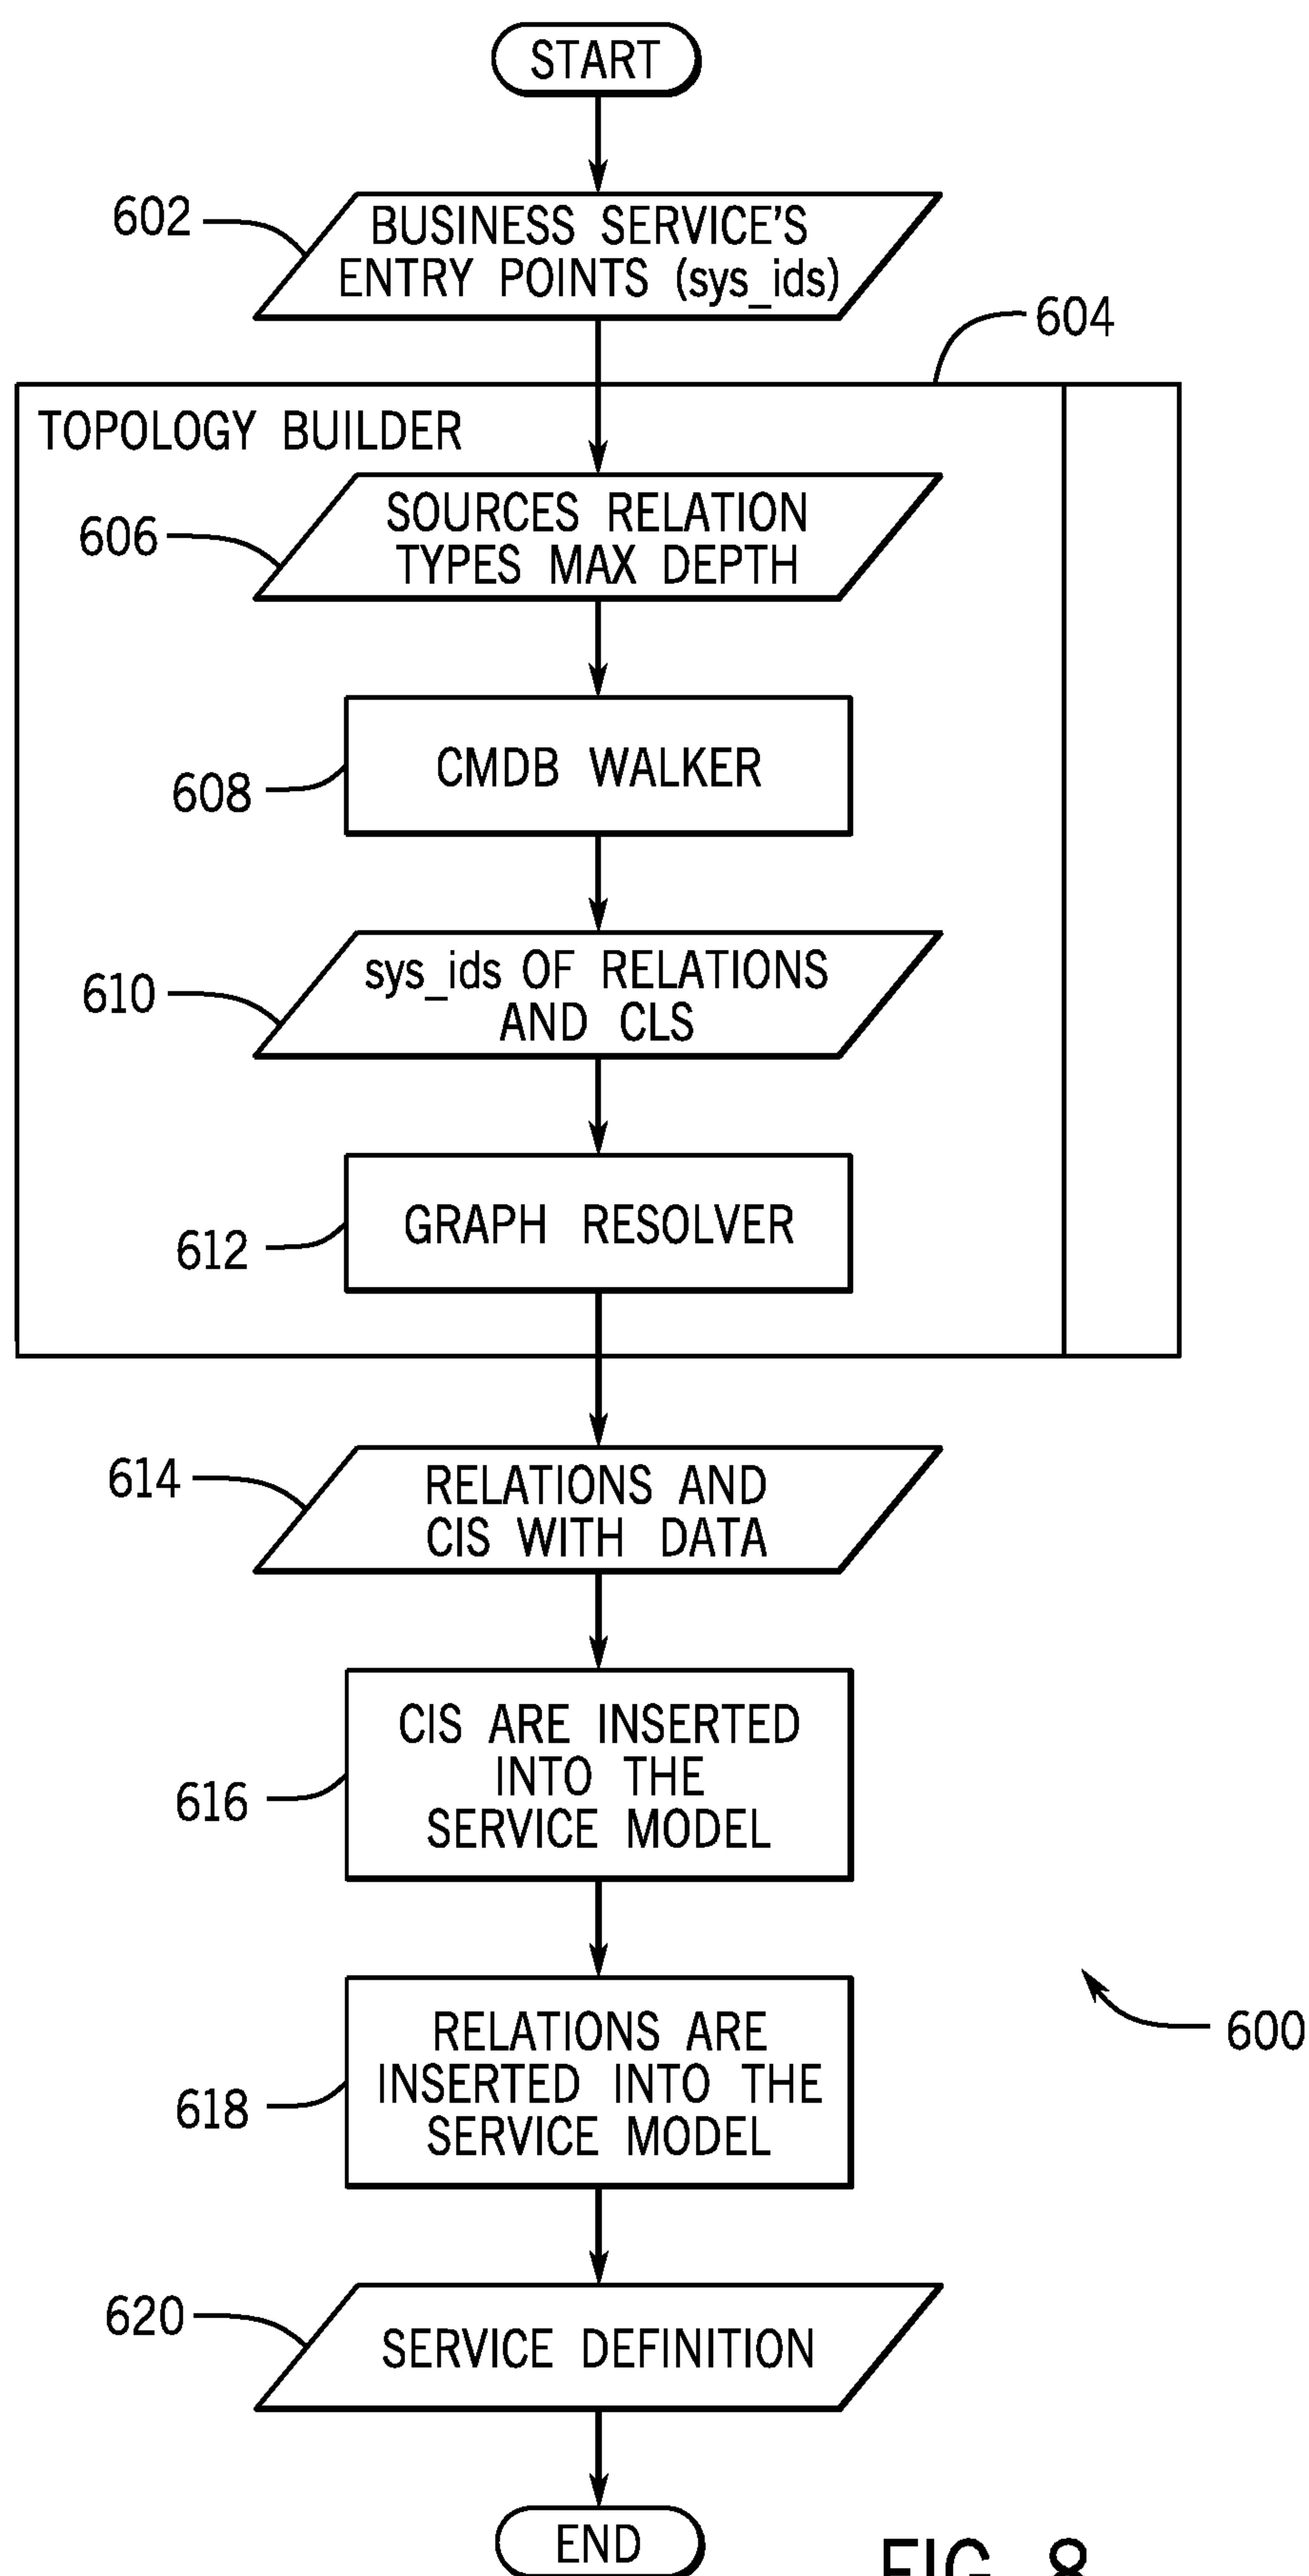 START
602
BUSINESS SERVICE'S
ENTRY POINTS (sys_ids)
604
TOPOLOGY BUILDER
606
SOURCES RELATION
TYPES MAX DEPTH
608
CMDB WALKER
610
sys_ids OF RELATIONS
AND CLS
612
GRAPH RESOLVER
614
RELATIONS AND
CIS WITH DATA
616
CIS ARE INSERTED
INTO THE
SERVICE MODEL
618
RELATIONS ARE
INSERTED INTO THE
SERVICE MODEL
600
620
SERVICE DEFINITION
END
FIG. 8